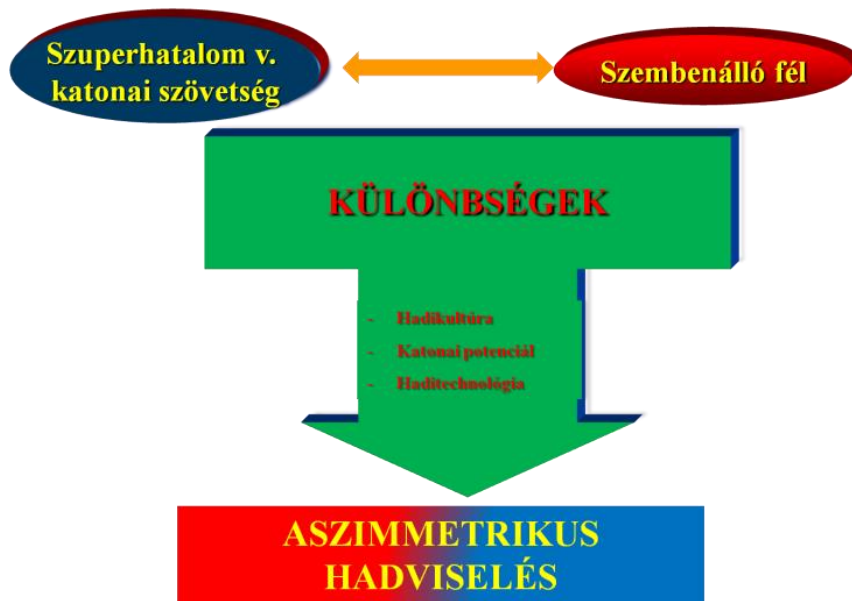 Szuperhatalom v.
katonai szövetség
Szembenálló fél
KÜLÖNBSÉGEK
- Hadikultúra
- Katonai potenciál
- Haditechnológia
ASZIMMETRIKUS
HADVISELÉS